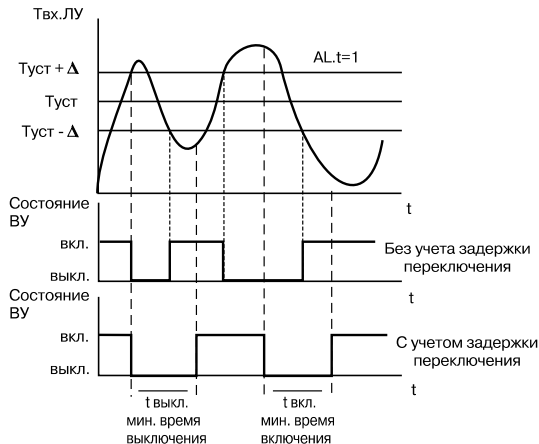 Tвх.ЛУ
Туст + Δ
AL.t=1
Туст
Туст - Δ
t
Состояние
ВУ
вкл.
выкл.
Без учета задержки
переключения
t
Состояние
ВУ
вкл.
выкл.
С учетом задержки
переключения
t
t выкл.
мин. время
выключения
t вкл.
мин. время
включения